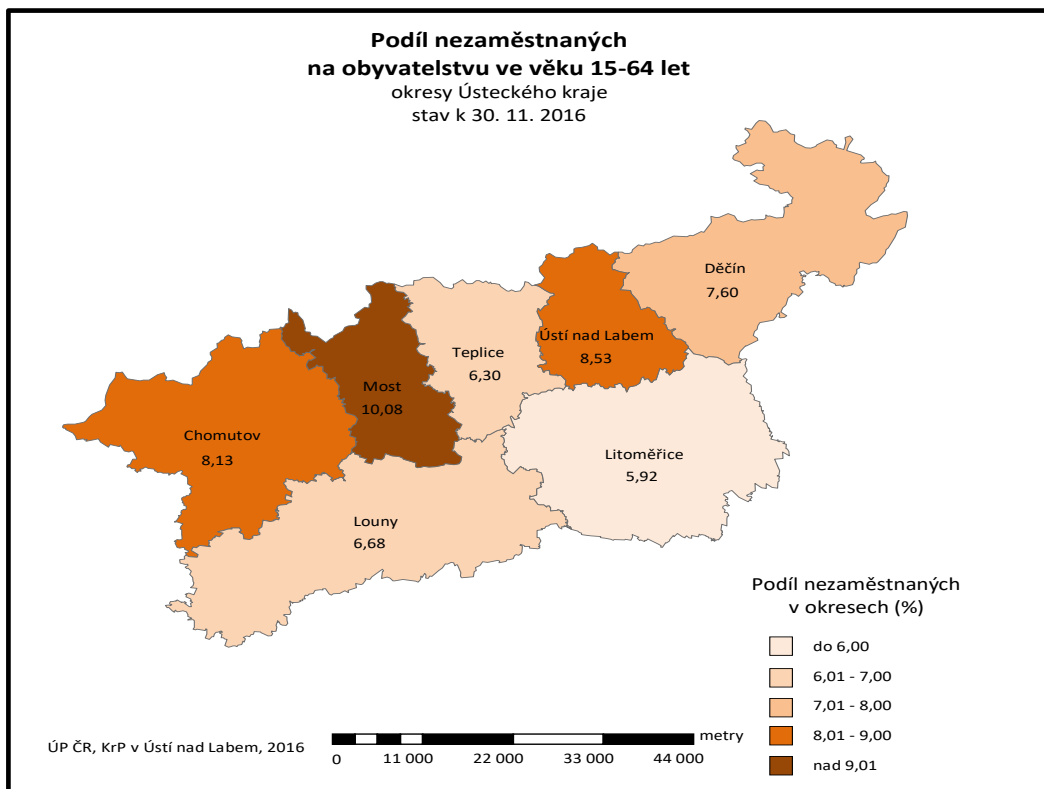 Podíl nezaměstnaných
na obyvatelstvu ve věku 15-64 let
okresy Ústeckého kraje
stav k 30. 11. 2016
Děčín
7,60
Ústí nad Labem
8,53
Teplice
6,30
Most
10,08
Chomutov
8,13
Litoměřice
5,92
Louny
6,68
Podíl nezaměstnaných
v okresech (%)
do 6,00
6,01 - 7,00
7,01 - 8,00
8,01 - 9,00
nad 9,01
ÚP ČR, KrP v Ústí nad Labem, 2016
metry
0 11 000 22 000 33 000 44 000